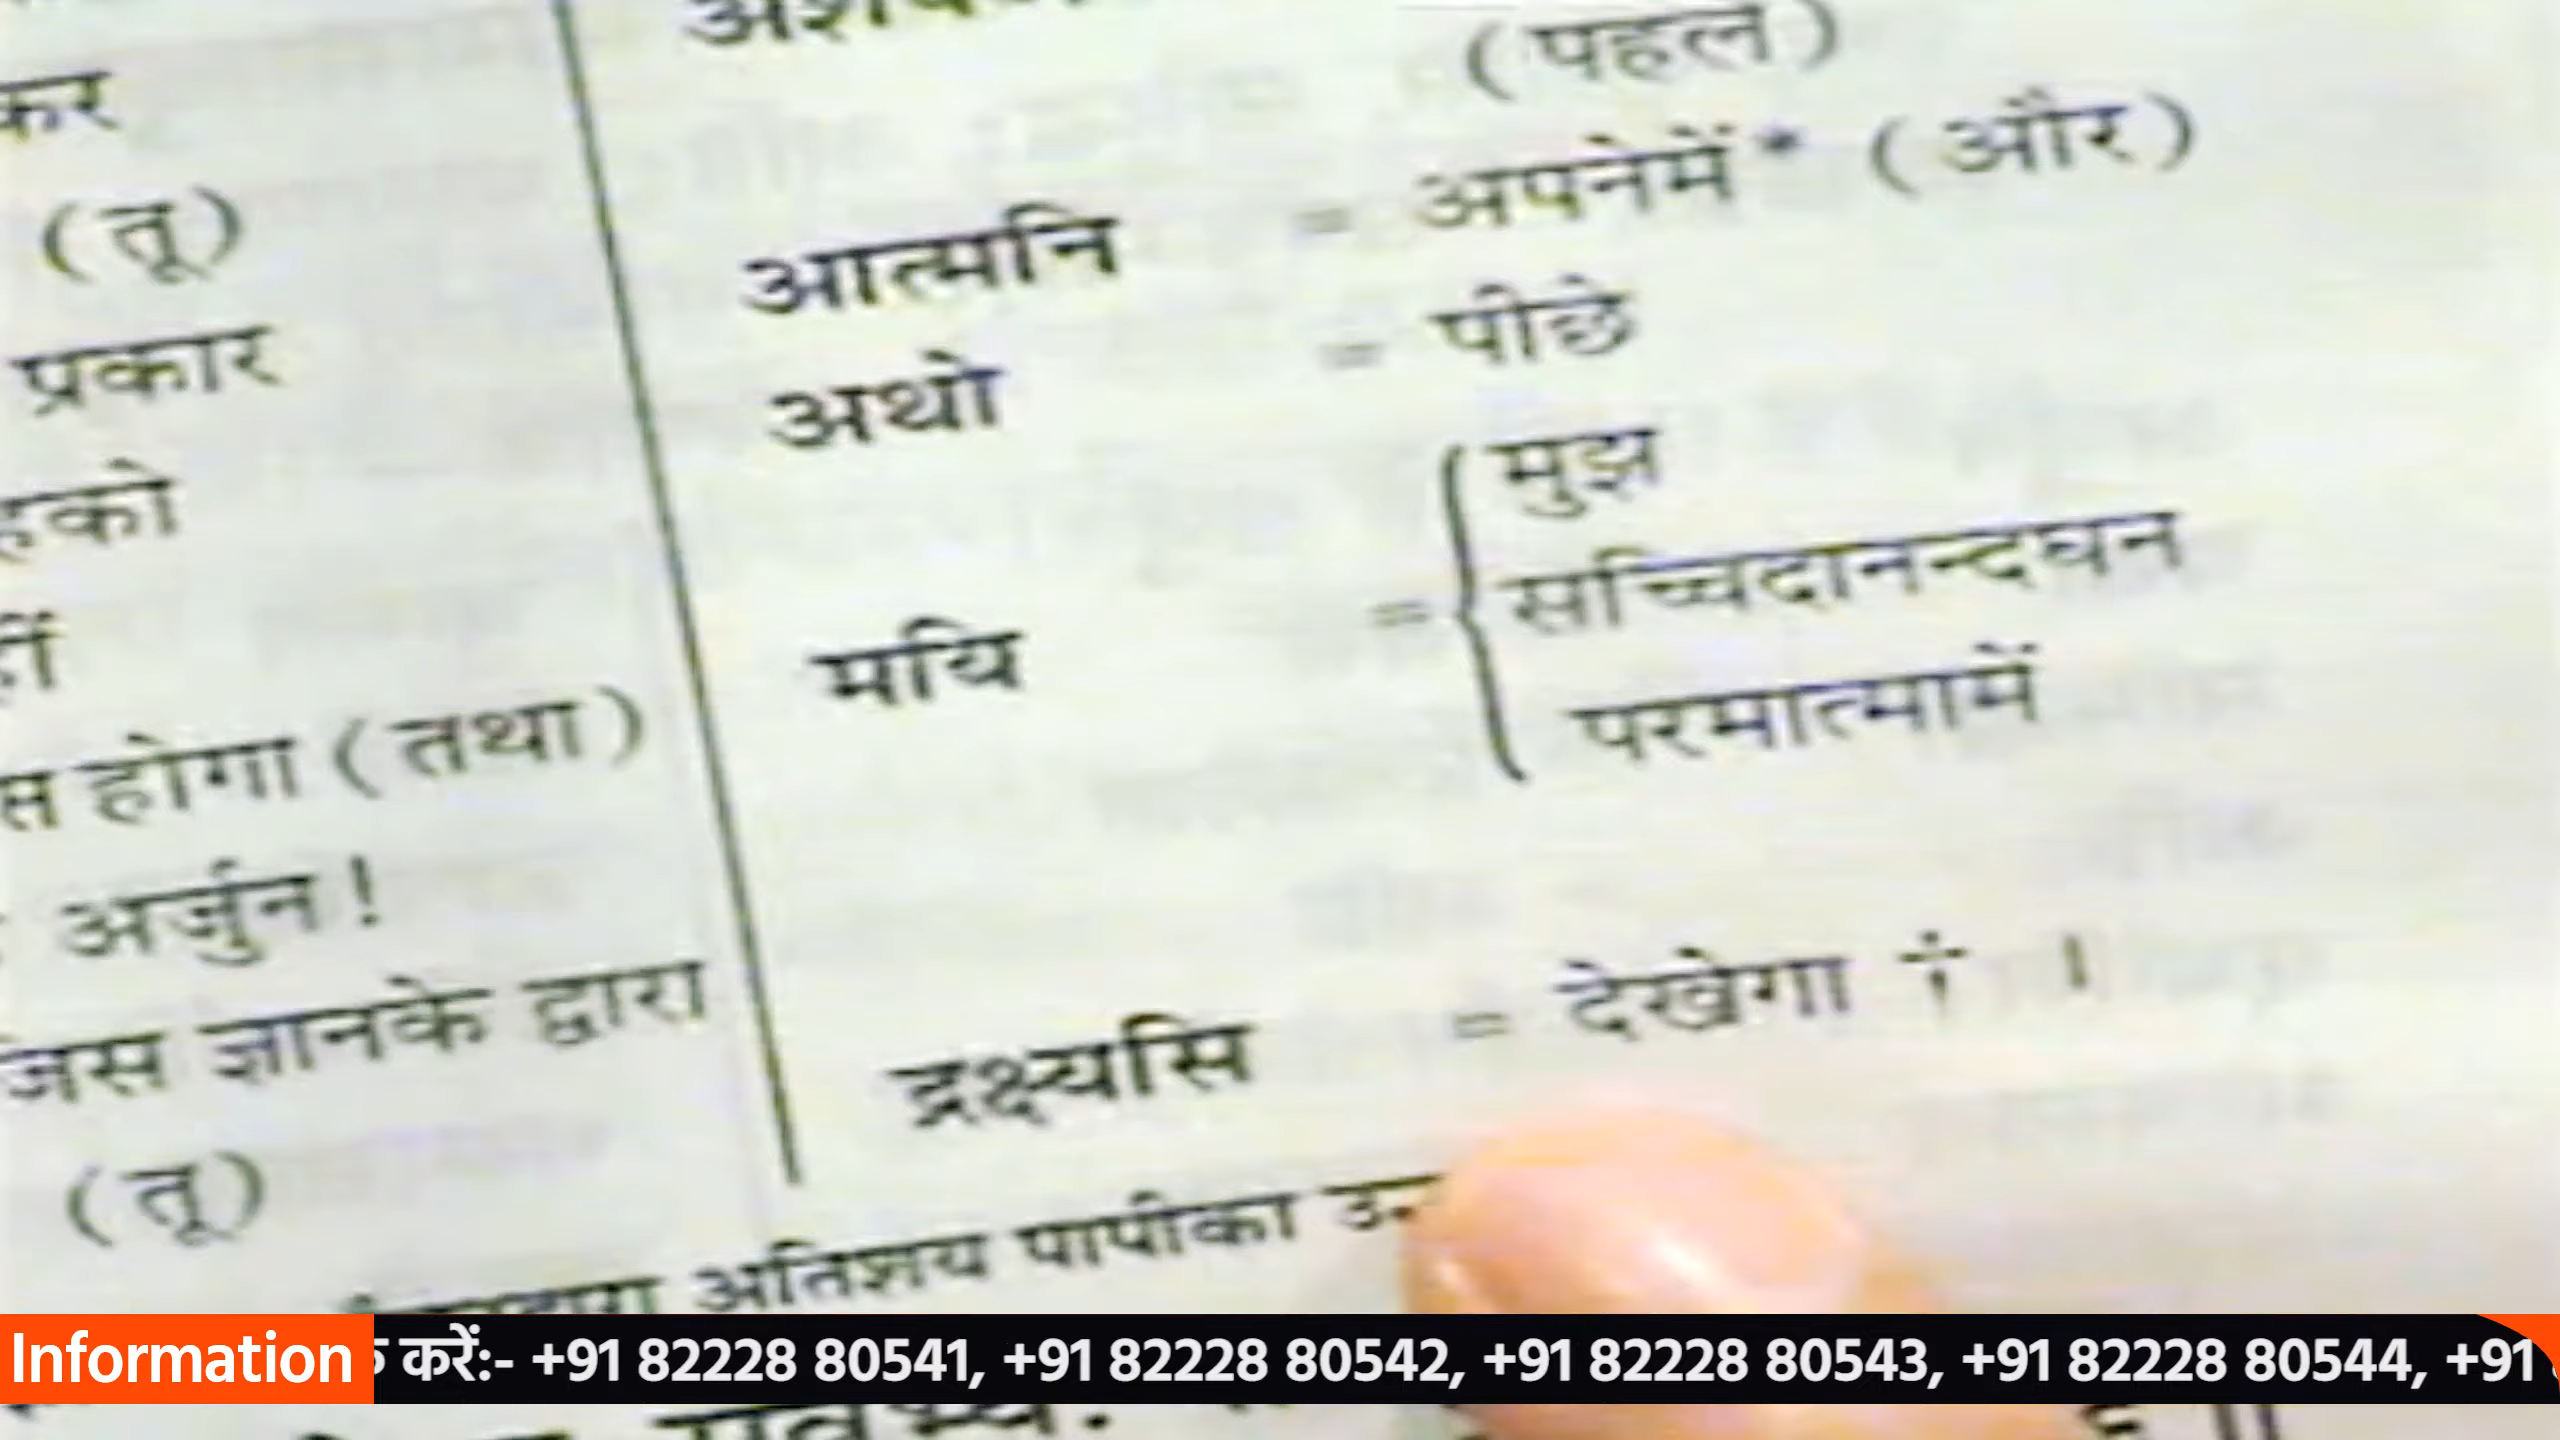 कर
(तू)
प्रकार
होगा (तथा)
अर्जुन!
ज्ञानके द्वारा
(तू)
(पहले)
आत्मनि = अपनेमें* (और)
अथो = पीछे
मयि = { मुझ
सच्चिदानन्दघन
परमात्मामें
द्रक्ष्यसि = देखेगा † ।
अतिशय पापीका
Information करें:- +91 82228 80541, +91 82228 80542, +91 82228 80543, +91 82228 80544, +91